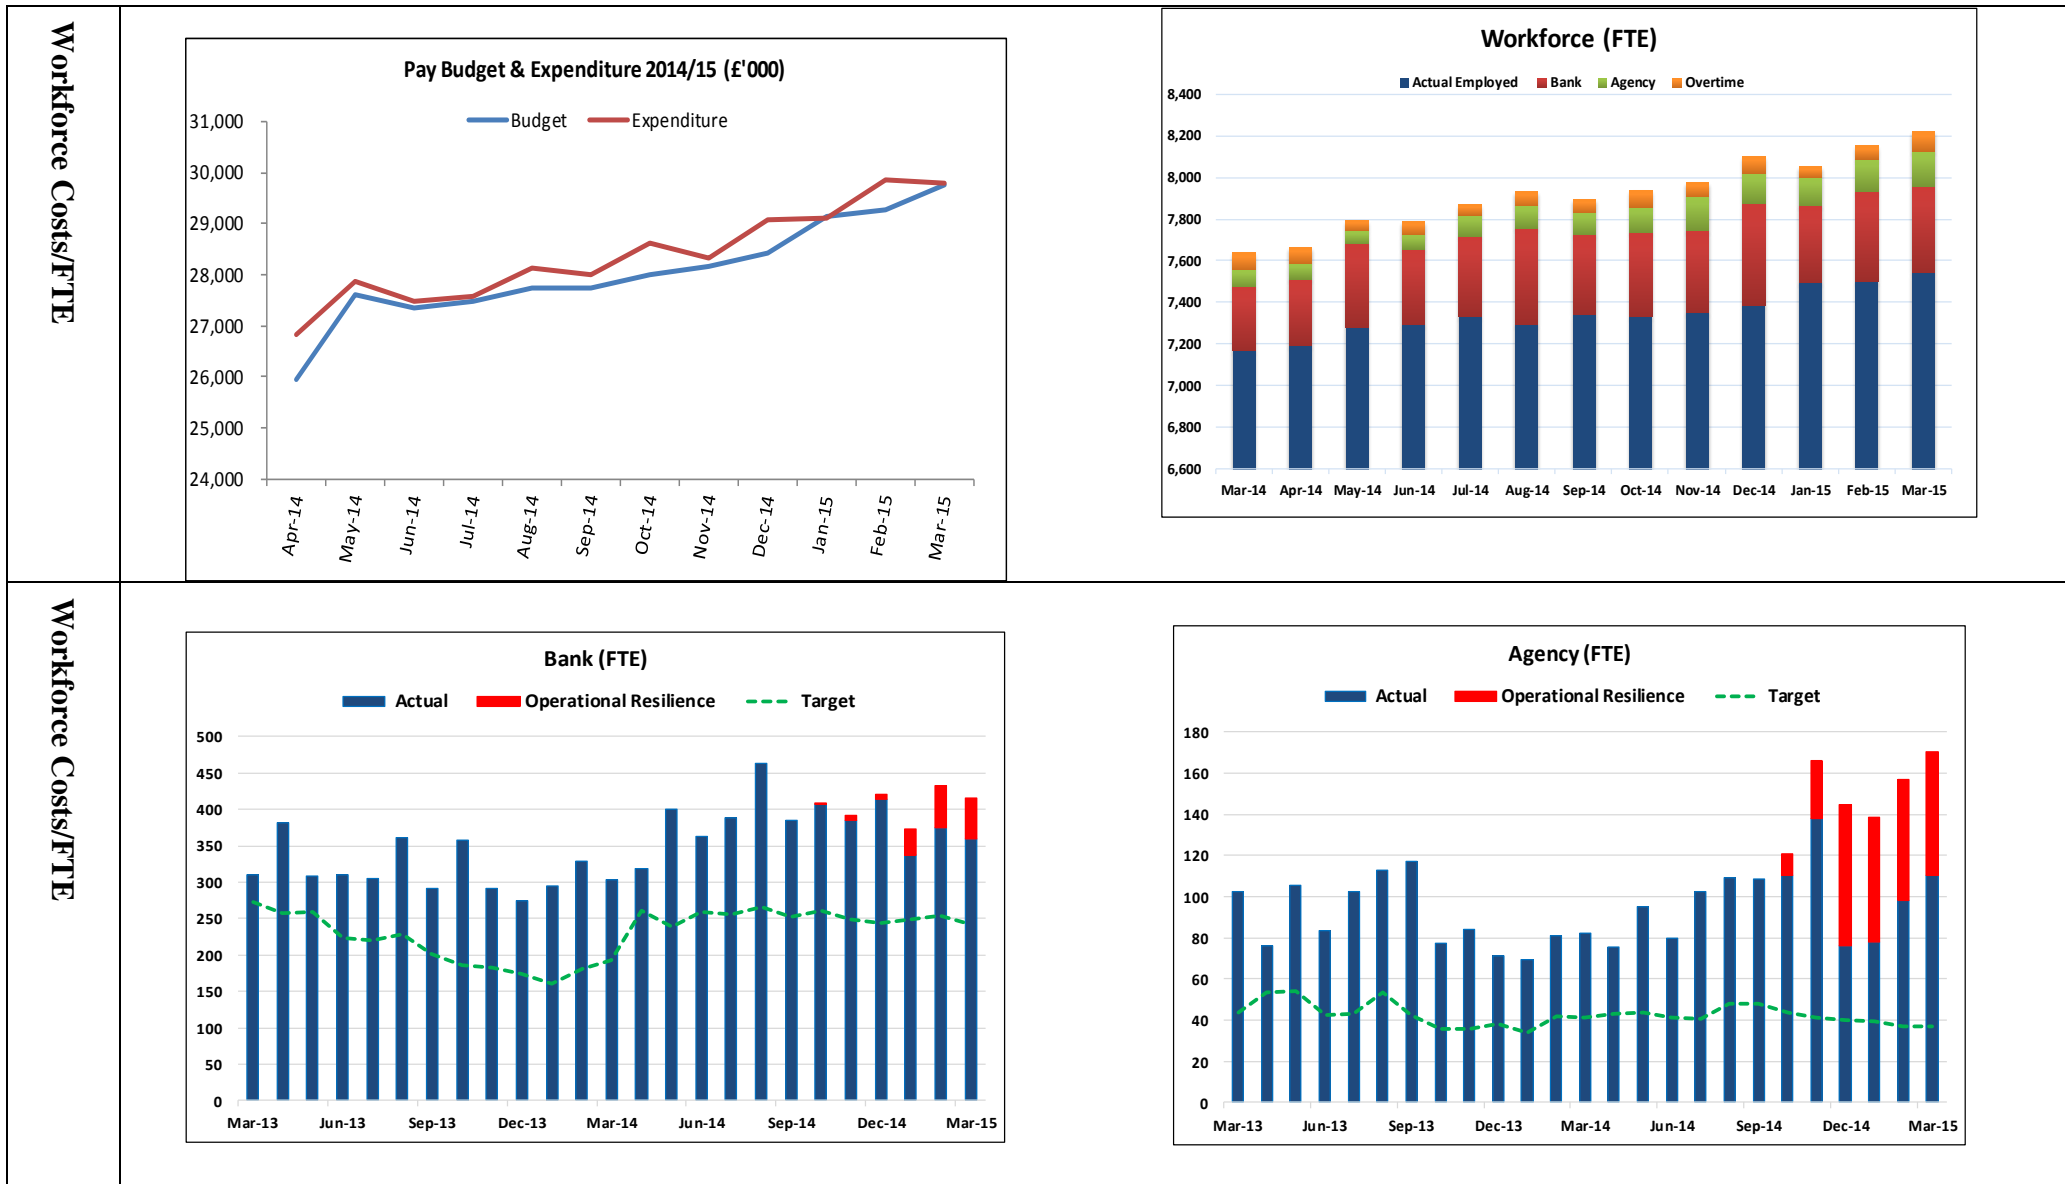 Workforce Costs/FTE
Pay Budget & Expenditure 2014/15 (£'000)
Budget
Expenditure
31,000
30,000
29,000
28,000
27,000
26,000
25,000
24,000
Apr-14
May-14
Jun-14
Jul-14
Aug-14
Sep-14
Oct-14
Nov-14
Dec-14
Jan-15
Feb-15
Mar-15
Workforce (FTE)
Actual Employed
Bank
Agency
Overtime
8,400
8,200
8,000
7,800
7,600
7,400
7,200
7,000
6,800
6,600
Mar-14
Apr-14
May-14
Jun-14
Jul-14
Aug-14
Sep-14
Oct-14
Nov-14
Dec-14
Jan-15
Feb-15
Mar-15
Workforce Costs/FTE
Bank (FTE)
Actual
Operational Resilience
Target
500
450
400
350
300
250
200
150
100
50
0
Mar-13
Jun-13
Sep-13
Dec-13
Mar-14
Jun-14
Sep-14
Dec-14
Mar-15
Agency (FTE)
Actual
Operational Resilience
Target
180
160
140
120
100
80
60
40
20
0
Mar-13
Jun-13
Sep-13
Dec-13
Mar-14
Jun-14
Sep-14
Dec-14
Mar-15